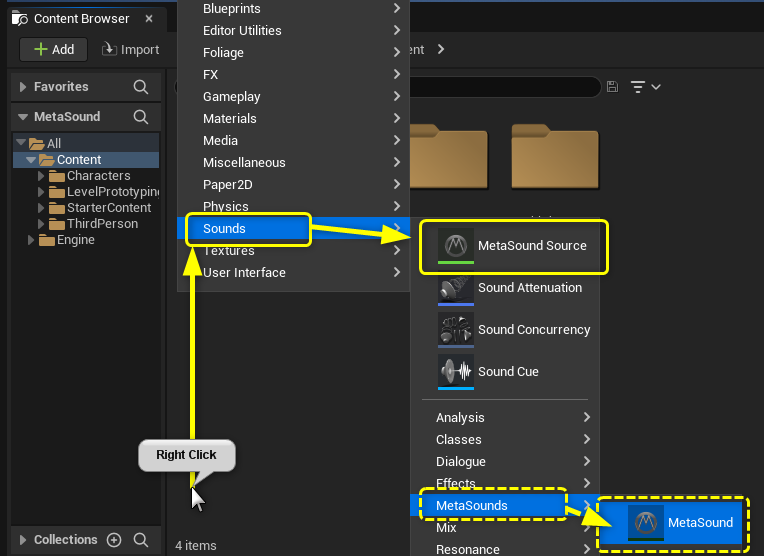 Content Browser
Add
Import
Favorites
MetaSound
All
Content
Characters
LevelPrototyping
StarterContent
ThirdPerson
Engine
Collections
Blueprints
Editor Utilities
Foliage
FX
Gameplay
Materials
Media
Miscellaneous
Paper2D
Physics
Sounds
Textures
User Interface
Right Click
4 items
ent
MetaSound Source
Sound Attenuation
Sound Concurrency
Sound Cue
Analysis
Classes
Dialogue
Effects
MetaSounds
Mix
Resonance
MetaSound